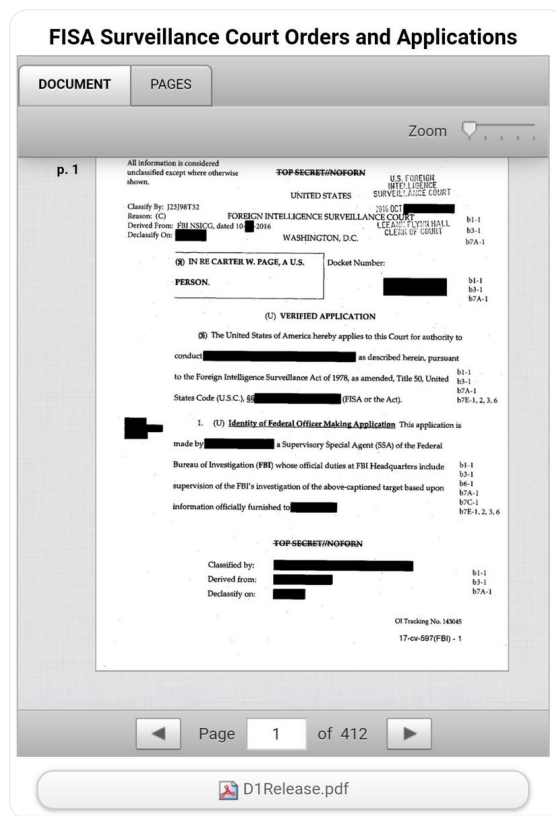 FISA Surveillance Court Orders and Applications
DOCUMENT PAGES
Zoom
p. 1
All information is considered
unclassified except where otherwise
shown.
TOP SECRET//NOFORN
U.S. FOREIGN
INTELLIGENCE
SURVEILLANCE COURT
UNITED STATES
Classify By: J23J98T32
Reason: (C)
Derived From: FBI NSICG, dated 10- -2016
Declassify On:
2016 OCT
FOREIGN INTELLIGENCE SURVEILLANCE COURT
LEEANN FLYNN HALL
CLERK OF COURT
WASHINGTON, D.C.
b1-1
b3-1
b7A-1
(S) IN RE CARTER W. PAGE, A U.S.
PERSON.
Docket Number:
b1-1
b3-1
b7A-1
(U) VERIFIED APPLICATION
(S) The United States of America hereby applies to this Court for authority to
conduct as described herein, pursuant
to the Foreign Intelligence Surveillance Act of 1978, as amended, Title 50, United
States Code (U.S.C.), §§ (FISA or the Act).
b1-1
b3-1
b7A-1
b7E-1, 2, 3, 6
1. (U) Identity of Federal Officer Making Application This application is
made by a Supervisory Special Agent (SSA) of the Federal
Bureau of Investigation (FBI) whose official duties at FBI Headquarters include
supervision of the FBI's investigation of the above-captioned target based upon
information officially furnished to
b1-1
b3-1
b6-1
b7A-1
b7C-1
b7E-1, 2, 3, 6
TOP SECRET//NOFORN
Classified by:
Derived from:
Declassify on:
b1-1
b3-1
b7A-1
OI Tracking No. 143045
17-cv-597(FBI) - 1
Page 1 of 412
D1Release.pdf